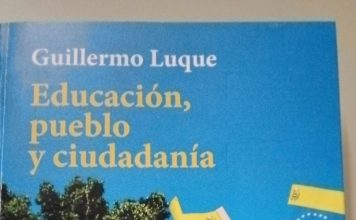 Guillermo Luque
Educación,
pueblo
y ciudadanía